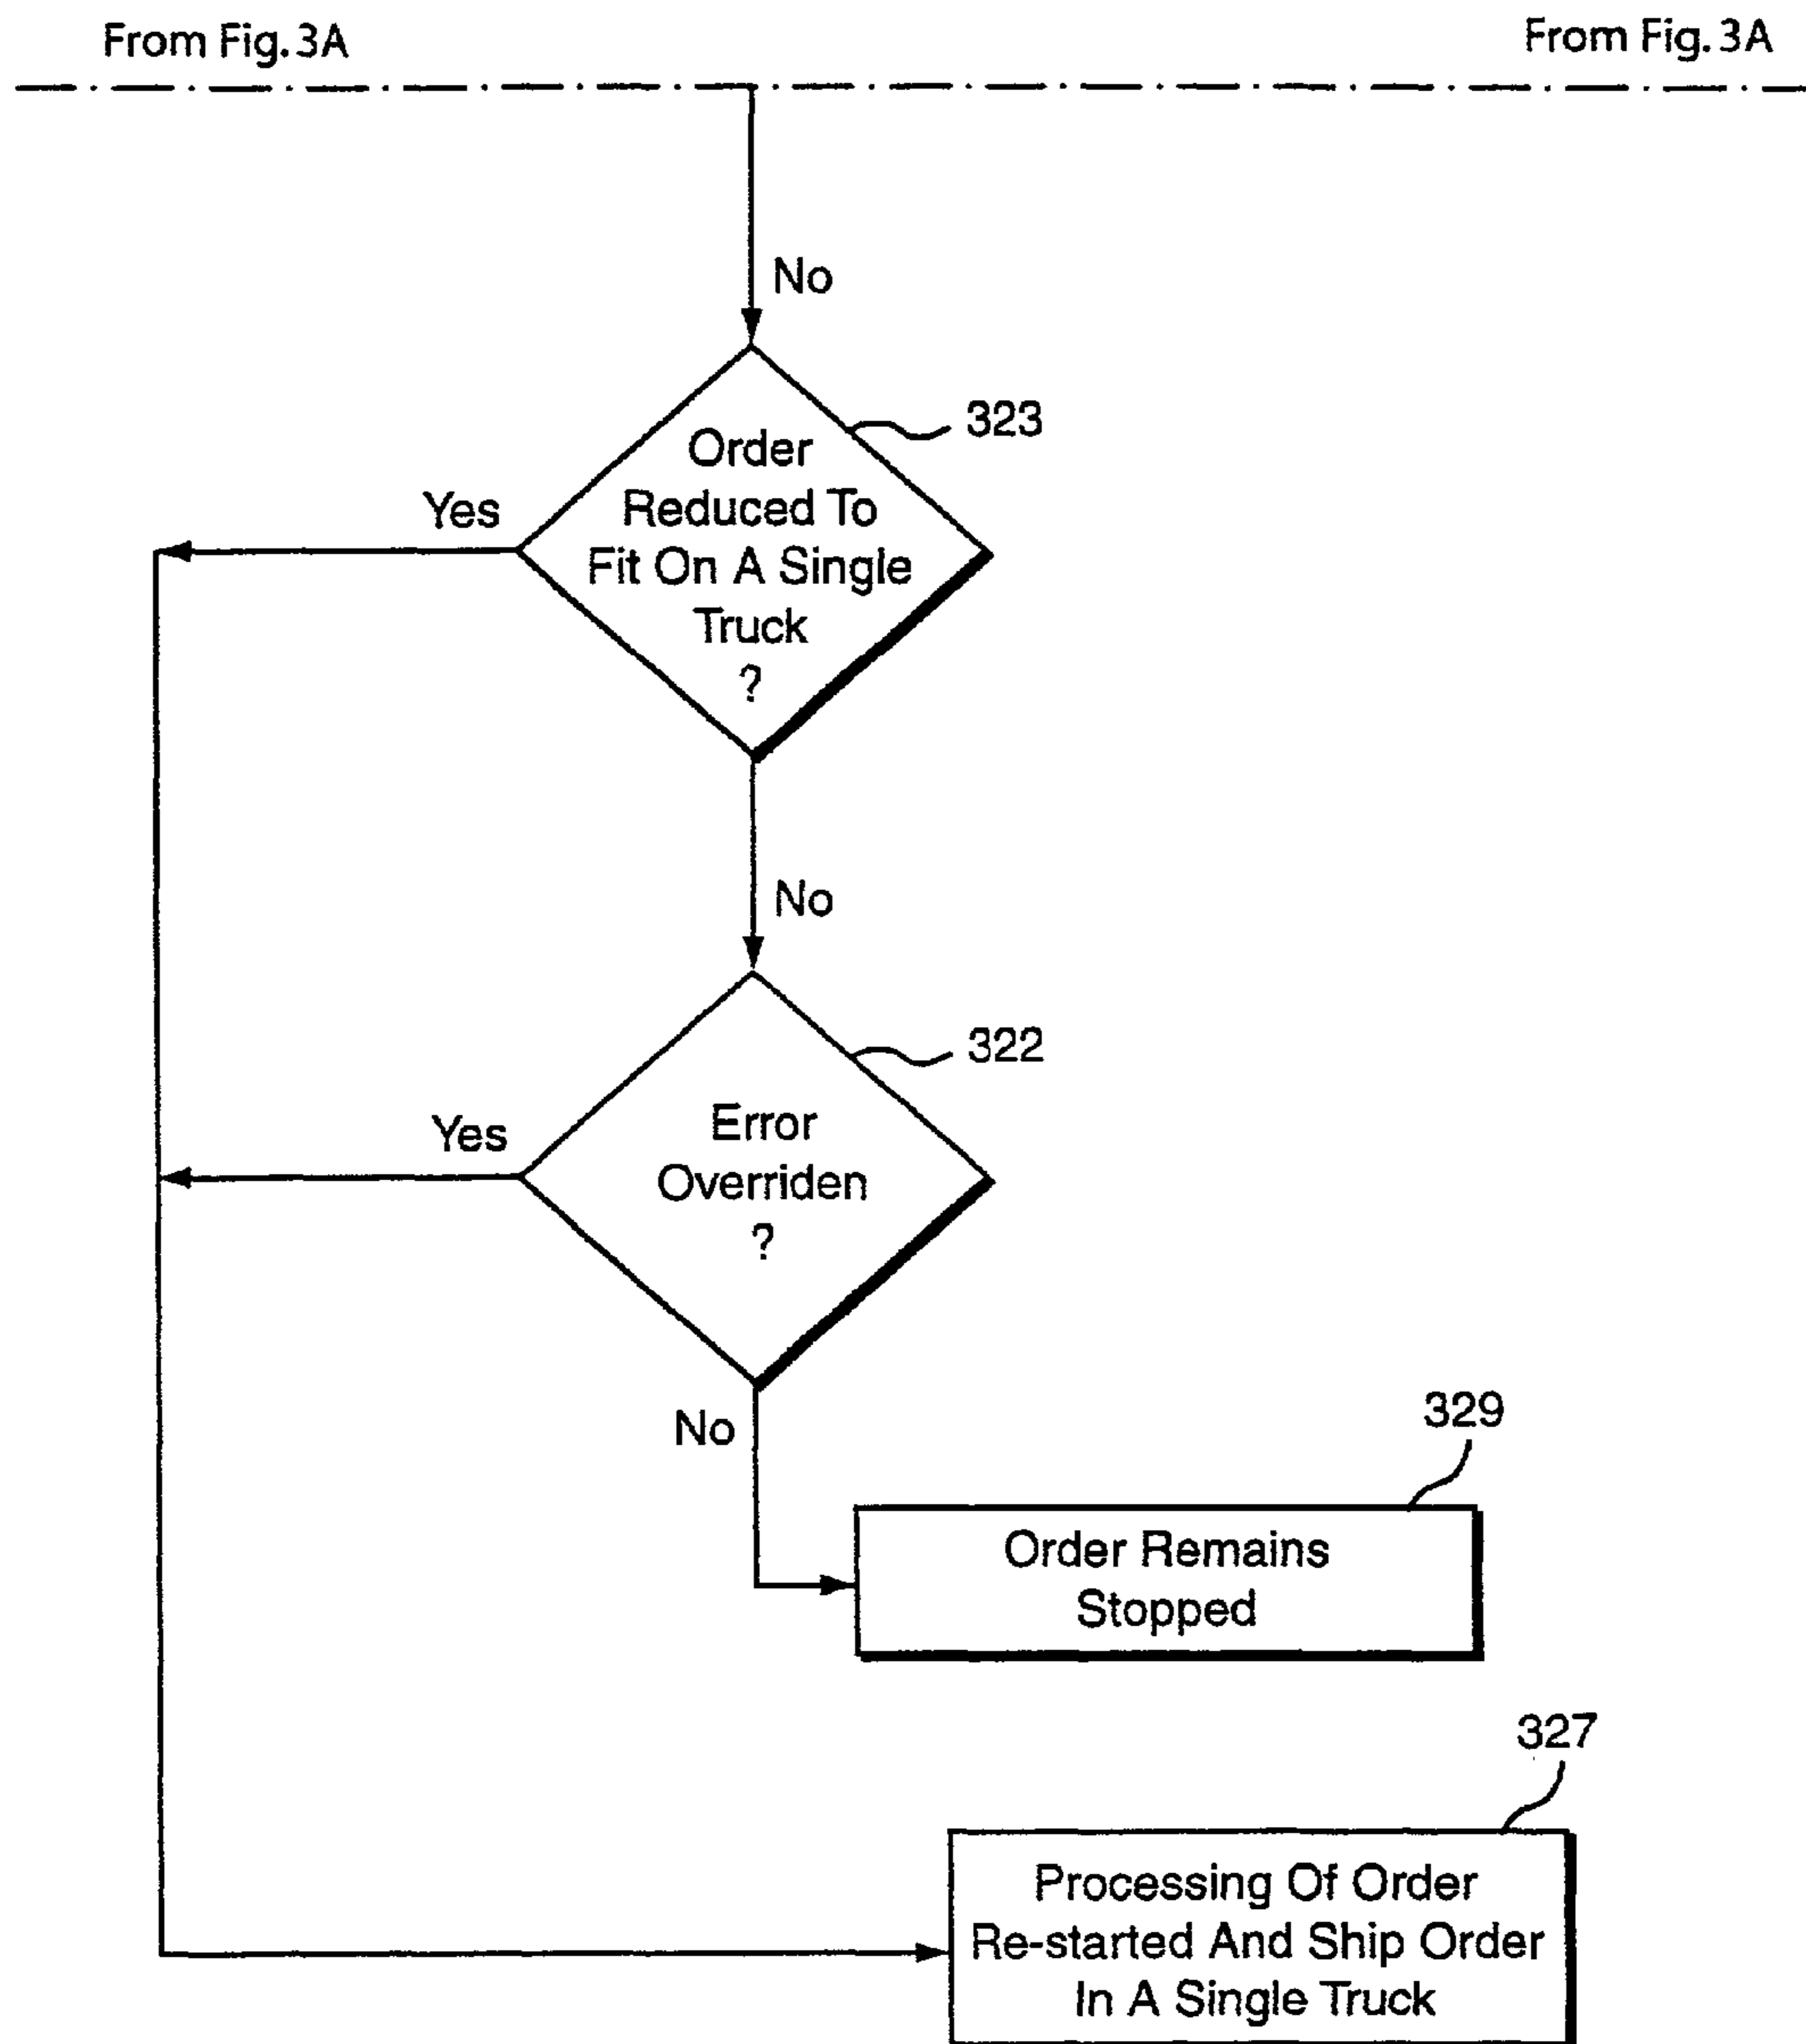 From Fig. 3A
From Fig. 3A
No
323
Order
Reduced To
Fit On A Single
Truck
?
Yes
No
322
Error
Overriden
?
Yes
No
329
Order Remains
Stopped
327
Processing Of Order
Re-started And Ship Order
In A Single Truck